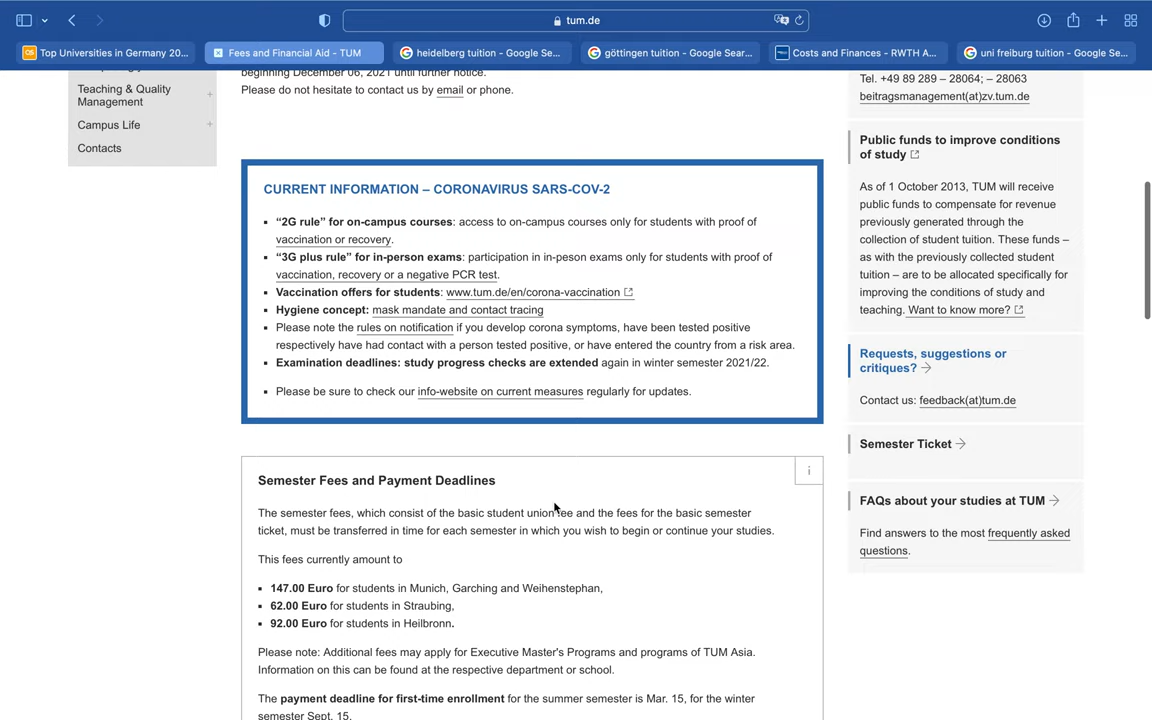 tum.de
Top Universities in Germany 20...
Fees and Financial Aid - TUM
heidelberg tuition - Google Se...
göttingen tuition - Google Sear...
Costs and Finances - RWTH A...
uni freiburg tuition - Google Se...
Teaching & Quality
Management
Campus Life
Contacts
beginning December 06, 2021 until further notice.
Please do not hesitate to contact us by email or phone.
CURRENT INFORMATION – CORONAVIRUS SARS-COV-2
“2G rule” for on-campus courses: access to on-campus courses only for students with proof of
vaccination or recovery.
“3G plus rule” for in-person exams: participation in in-peson exams only for students with proof of
vaccination, recovery or a negative PCR test.
Vaccination offers for students: www.tum.de/en/corona-vaccination
Hygiene concept: mask mandate and contact tracing
Please note the rules on notification if you develop corona symptoms, have been tested positive
respectively have had contact with a person tested positive, or have entered the country from a risk area.
Examination deadlines: study progress checks are extended again in winter semester 2021/22.
Please be sure to check our info-website on current measures regularly for updates.
Semester Fees and Payment Deadlines
i
The semester fees, which consist of the basic student union fee and the fees for the basic semester
ticket, must be transferred in time for each semester in which you wish to begin or continue your studies.
This fees currently amount to
147.00 Euro for students in Munich, Garching and Weihenstephan,
62.00 Euro for students in Straubing,
92.00 Euro for students in Heilbronn.
Please note: Additional fees may apply for Executive Master's Programs and programs of TUM Asia.
Information on this can be found at the respective department or school.
The payment deadline for first-time enrollment for the summer semester is Mar. 15, for the winter
semester Sept. 15.
Tel. +49 89 289 – 28064; – 28063
beitragsmanagement(at)zv.tum.de
Public funds to improve conditions
of study
As of 1 October 2013, TUM will receive
public funds to compensate for revenue
previously generated through the
collection of student tuition. These funds –
as with the previously collected student
tuition – are to be allocated specifically for
improving the conditions of study and
teaching. Want to know more?
Requests, suggestions or
critiques?
Contact us: feedback(at)tum.de
Semester Ticket
FAQs about your studies at TUM
Find answers to the most frequently asked
questions.